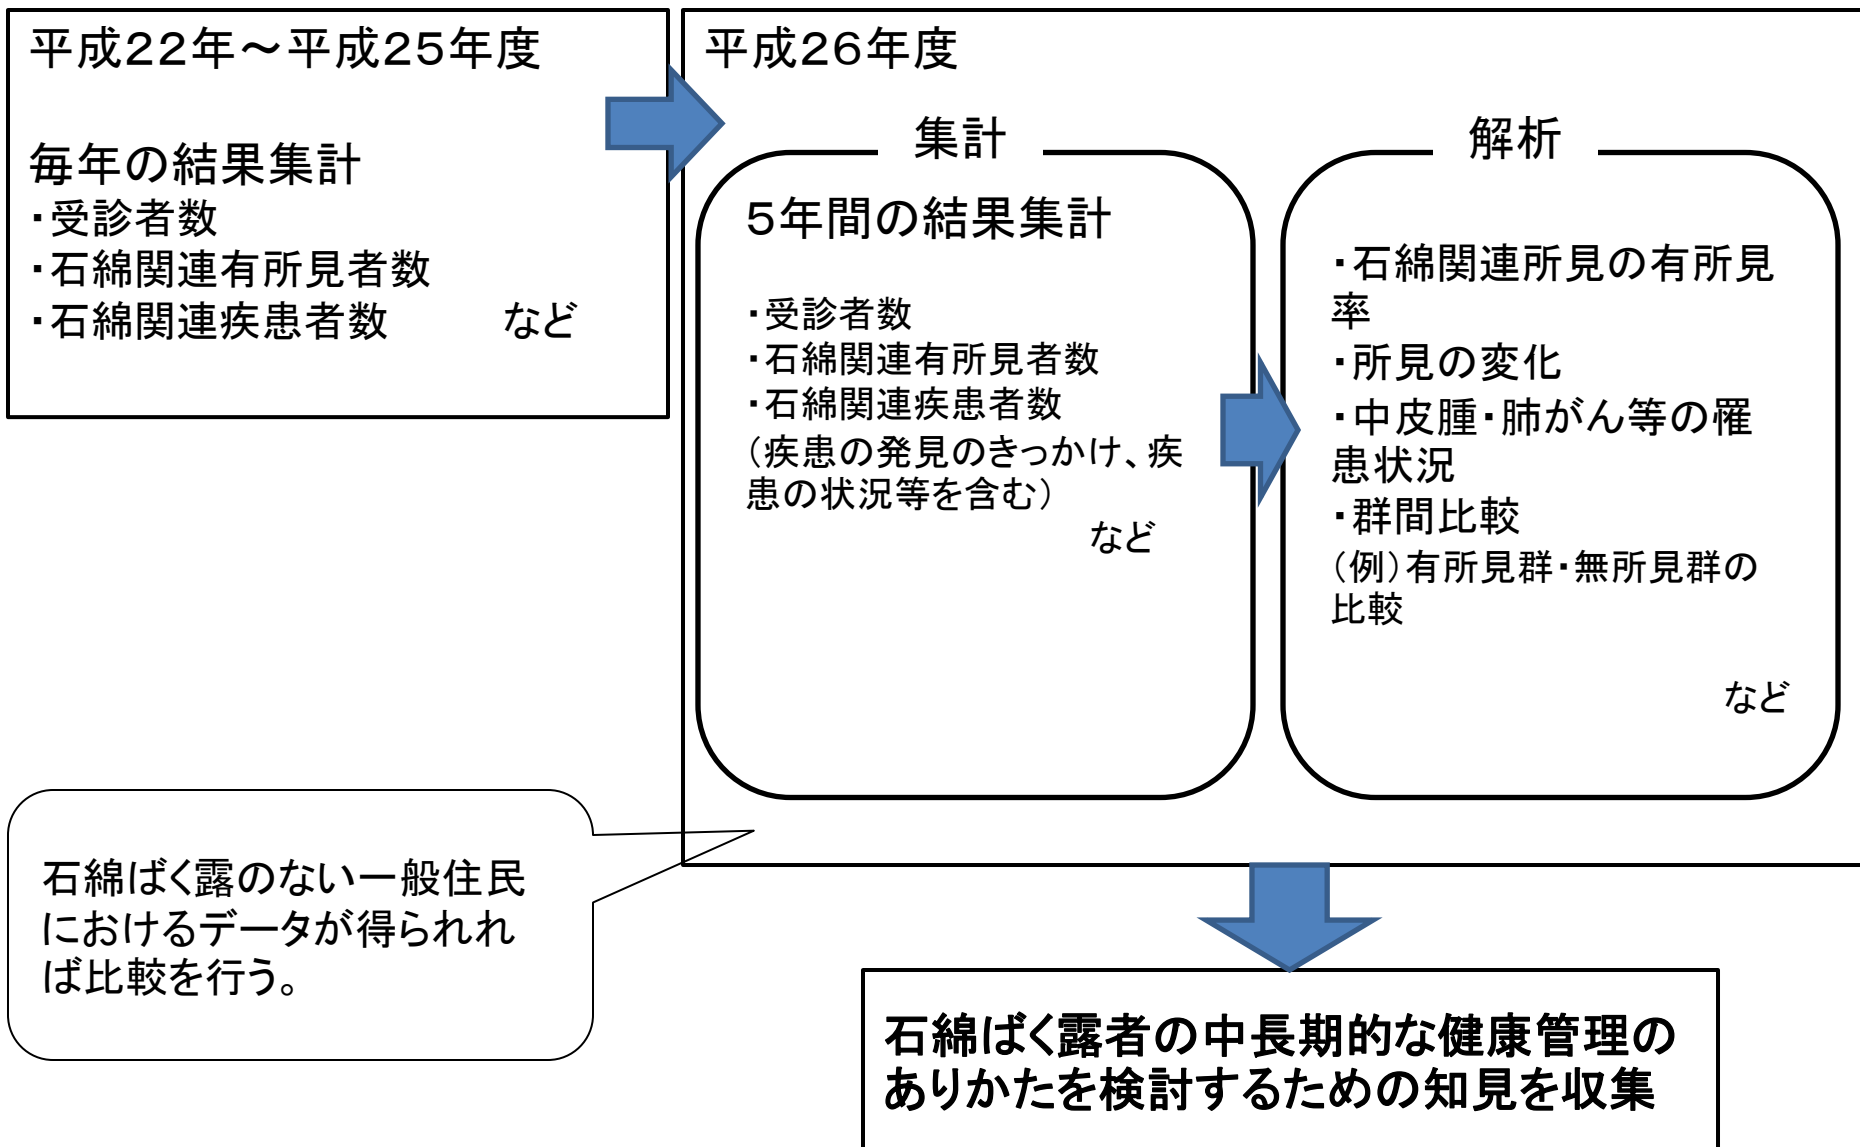 平成22年～平成25年度
毎年の結果集計
・受診者数
・石綿関連有所見者数
・石綿関連疾患者数　　　など
平成26年度
集計
5年間の結果集計
・受診者数
・石綿関連有所見者数
・石綿関連疾患者数
（疾患の発見のきっかけ、疾
患の状況等を含む）
など
解析
・石綿関連所見の有所見
率
・所見の変化
・中皮腫・肺がん等の罹
患状況
・群間比較
（例）有所見群・無所見群の
比較
など
石綿ばく露のない一般住民
におけるデータが得られれ
ば比較を行う。
石綿ばく露者の中長期的な健康管理の
ありかたを検討するための知見を収集